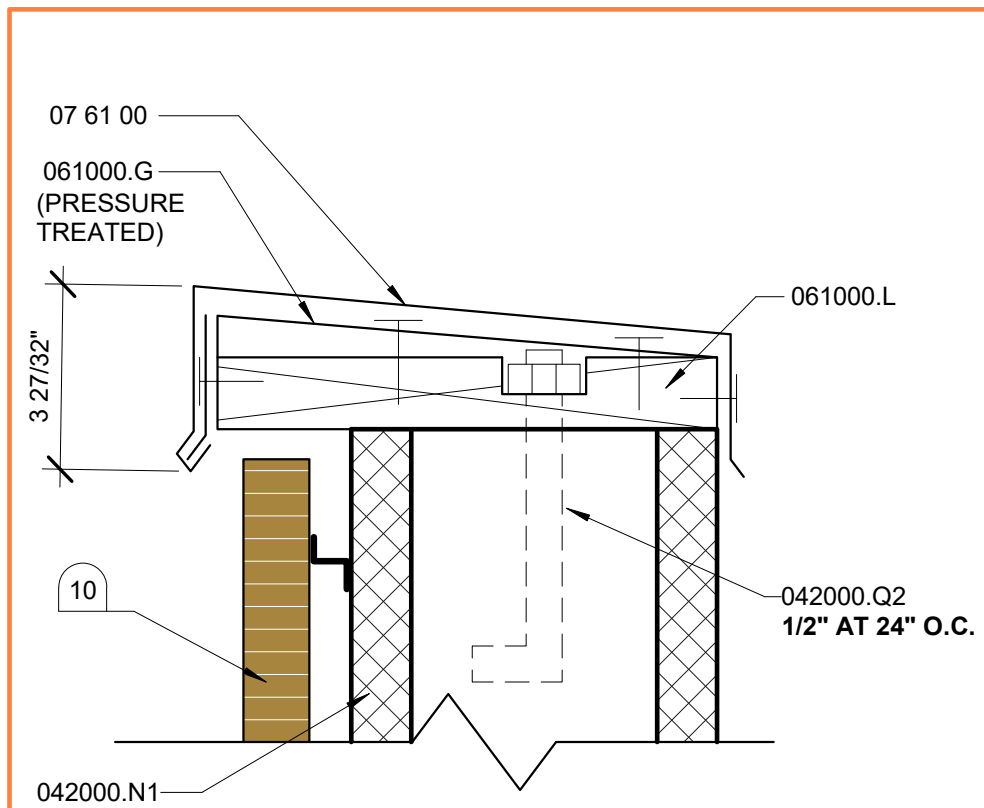 07 61 00
061000.G
(PRESSURE
TREATED)
061000.L
3 27/32"
10
042000.Q2
1/2" AT 24" O.C.
042000.N1